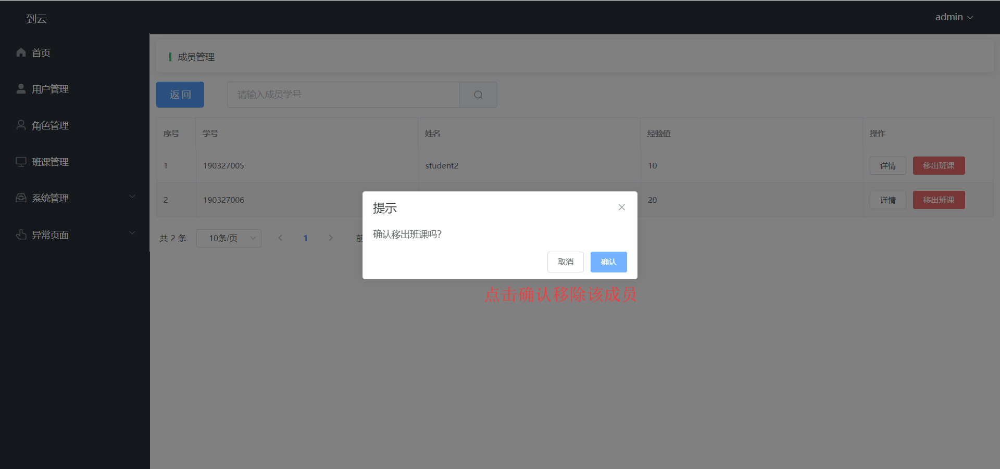 到云
admin
首页
用户管理
角色管理
班课管理
系统管理
异常页面
成员管理
返回 请输入成员学号
序号 学号 姓名 经验值 操作
1 190327005 student2 10 详情 移出班课
2 190327006 20 详情 移出班课
共 2 条 10条/页 1 前
提示
确认移出班课吗?
取消 确认
点击确认移除该成员